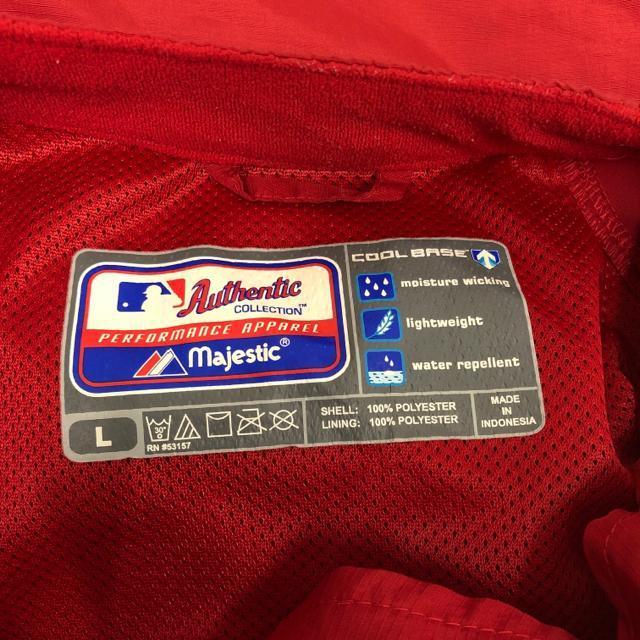 Authentic
COLLECTION™
PERFORMANCE APPAREL
Majestic®
COOL BASE
moisture wicking
lightweight
water repellent
L
30°
RN #53157
SHELL: 100% POLYESTER
LINING: 100% POLYESTER
MADE
IN
INDONESIA